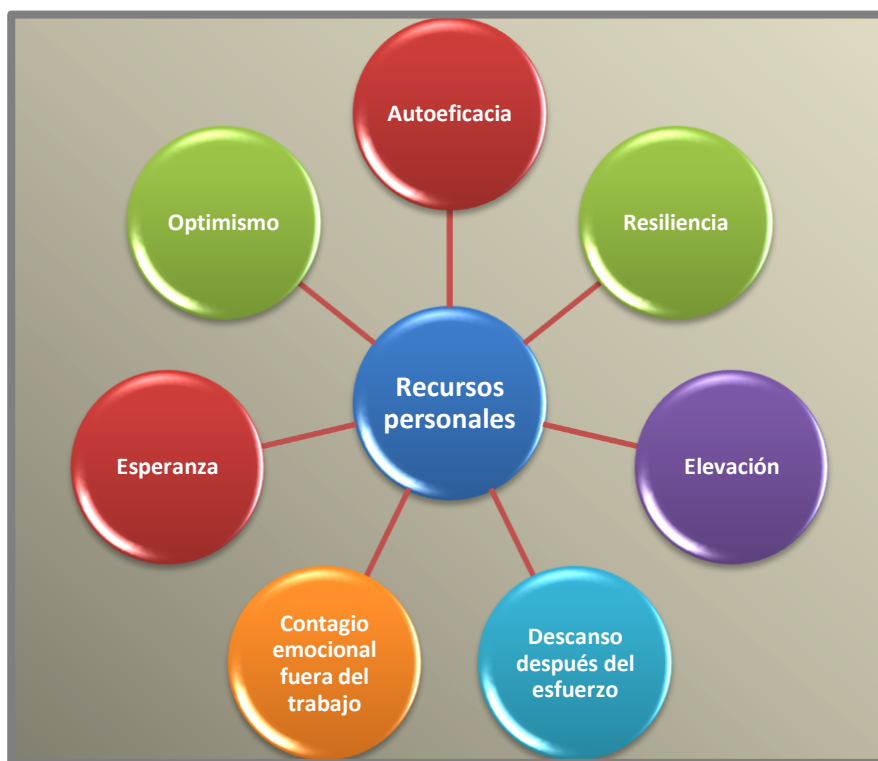 Autoeficacia
Optimismo
Resiliencia
Recursos
personales
Esperanza
Elevación
Contagio
emocional
fuera del
trabajo
Descanso
después del
esfuerzo